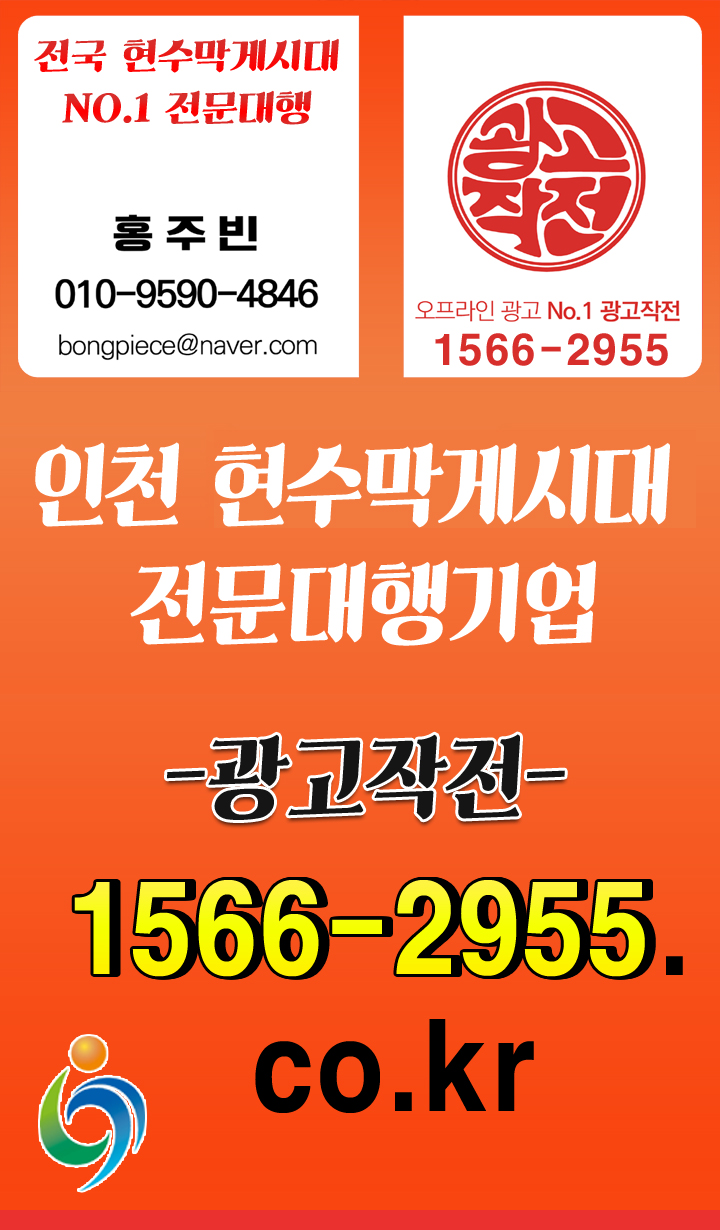 전국 현수막게시대
NO.1 전문대행
홍주빈
010-9590-4846
bongpiece@naver.com
광고
작전
오프라인 광고 No.1 광고작전
1566-2955
인천 현수막게시대
전문대행기업
-광고작전-
1566-2955.
co.kr